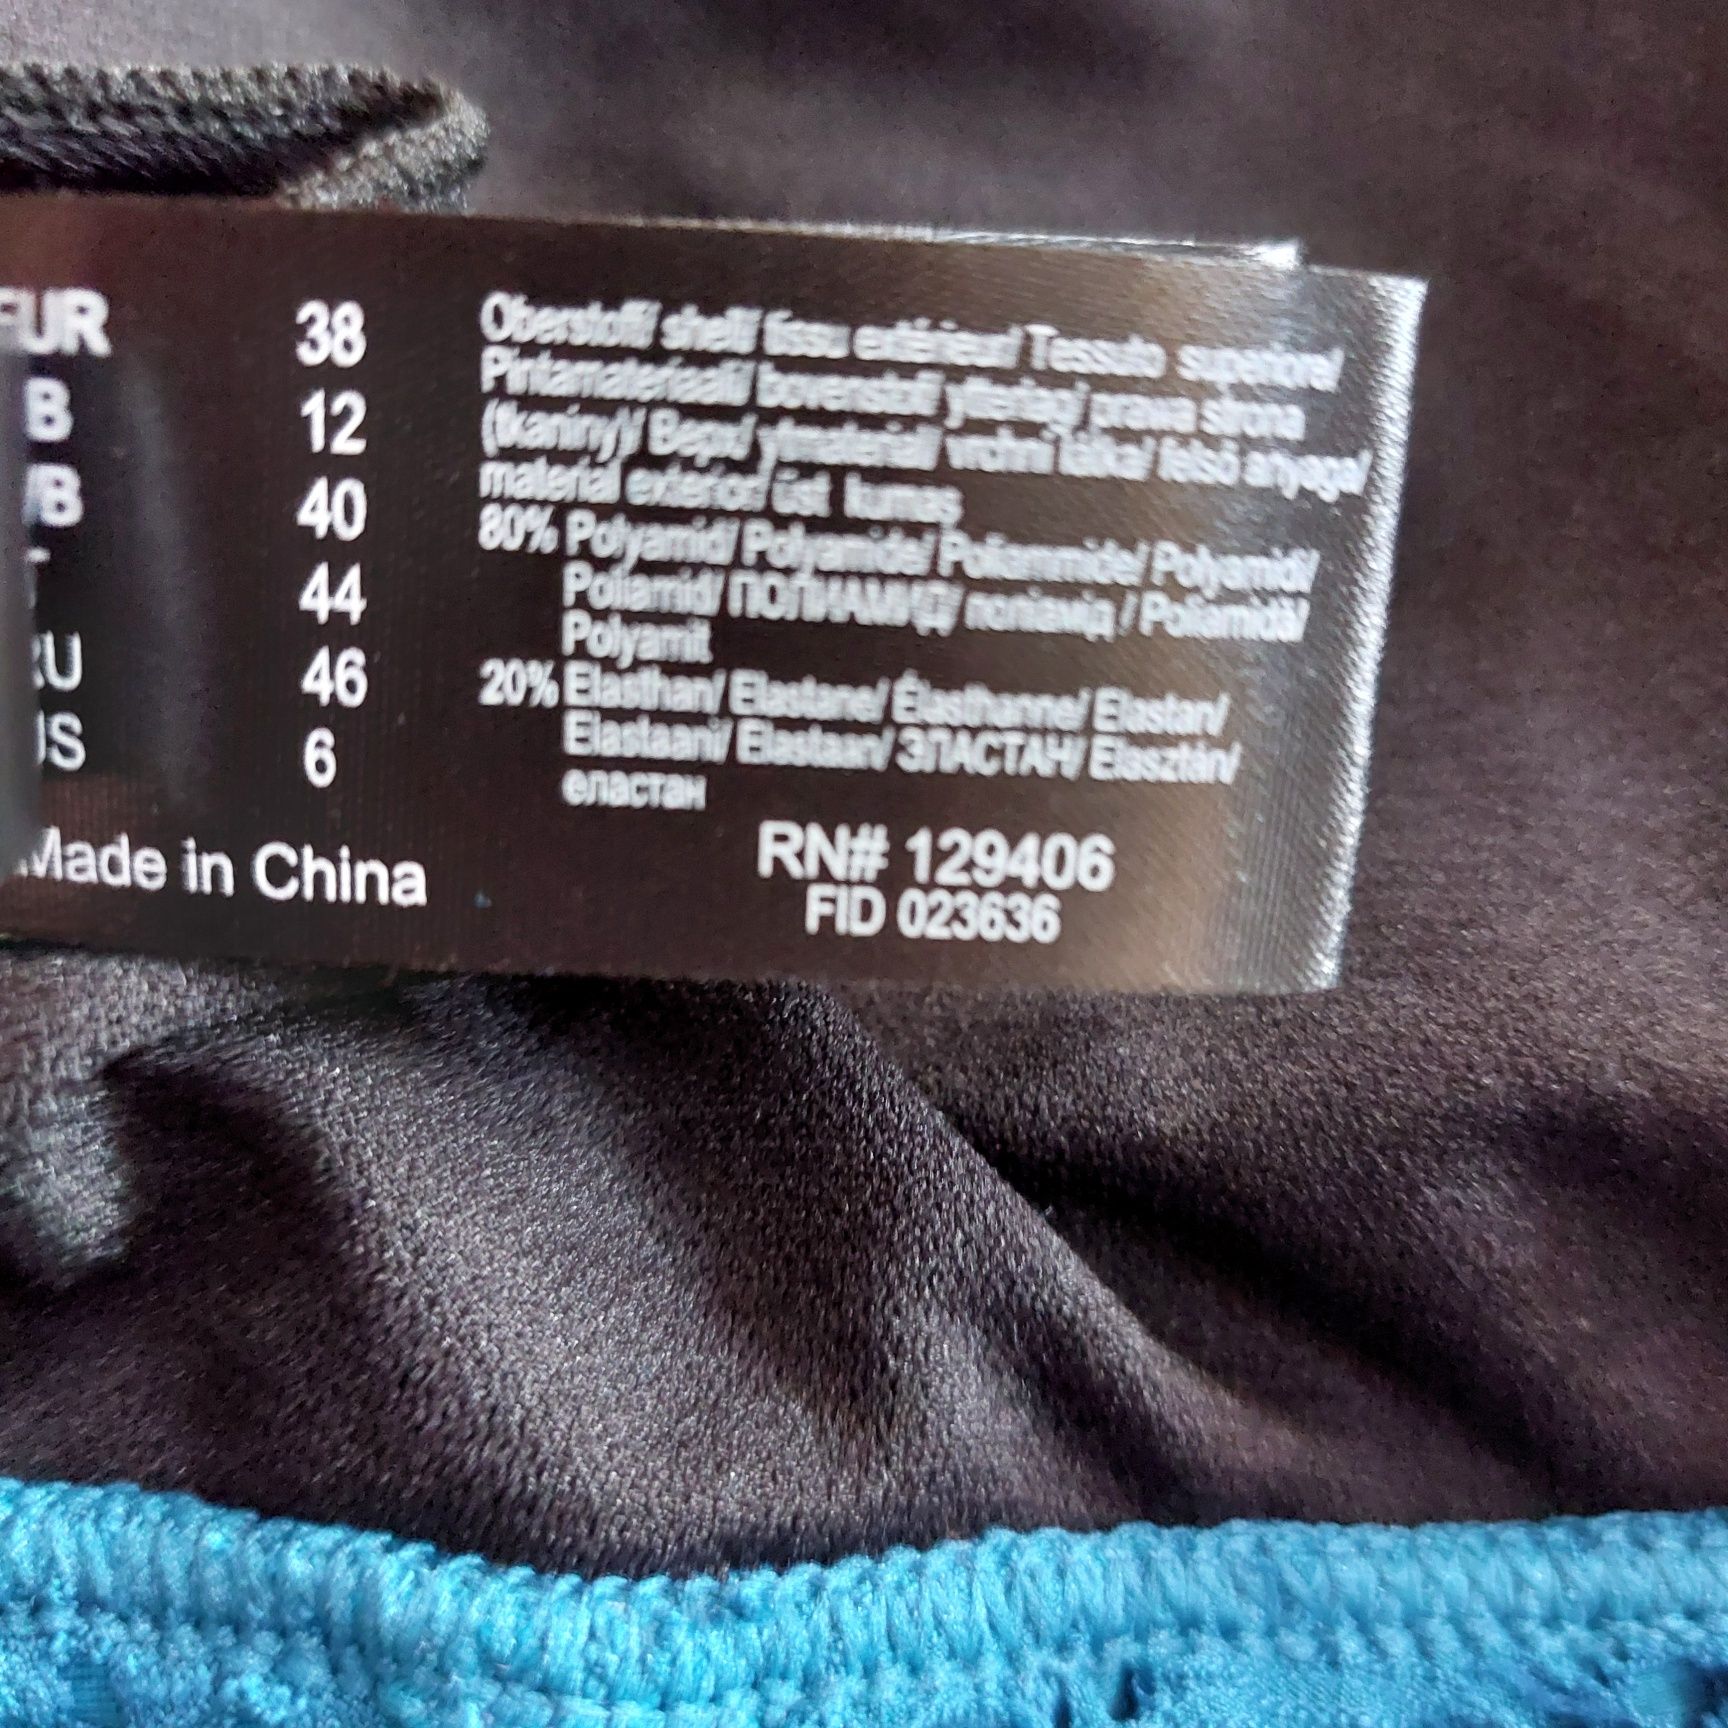 EUR 38
B 12
B 40
44
RU 46
US 6
Made in China
Oberstoff/ shell/ tissu extérieur/ Tessuto superiore/
Pintamateriaali/ bovenstof/ yttertyg/ prawa strona
(tkaniny)/ Верх/ ytmaterial/ vrchní látka/ felső anyaga/
material exterior/ üst kumaş
80% Polyamid/ Polyamide/ Poliammide/ Polyamidi/
Poliamid/ ПОЛИАМИД/ поліамід / Poliamidă/
Polyamit
20% Elasthan/ Elastane/ Élasthanne/ Elastan/
Elastaani/ Elastaan/ ЭЛАСТАН/ Elasztán/
еластан
RN# 129406
FID 023636